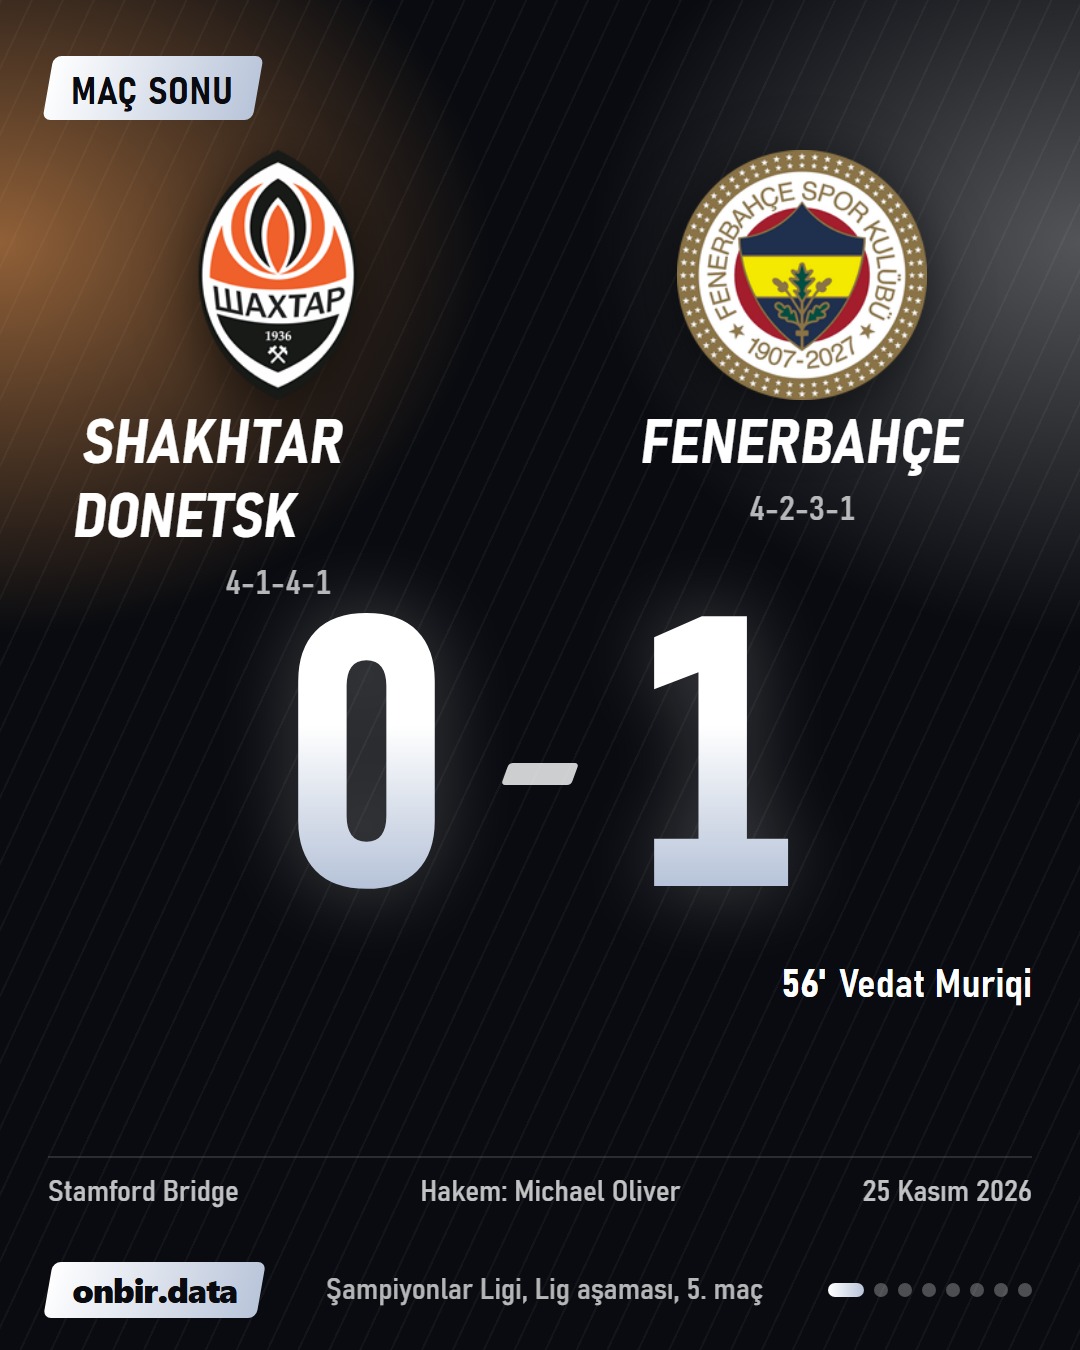 MAÇ SONU
ШАХТАР
1936
FENERBAHÇE SPOR KULÜBÜ
★ 1907-2027 ★
SHAKHTAR
DONETSK
4-1-4-1
FENERBAHÇE
4-2-3-1
0 - 1
56' Vedat Muriqi
Stamford Bridge
Hakem: Michael Oliver
25 Kasım 2026
onbir.data
Şampiyonlar Ligi, Lig aşaması, 5. maç